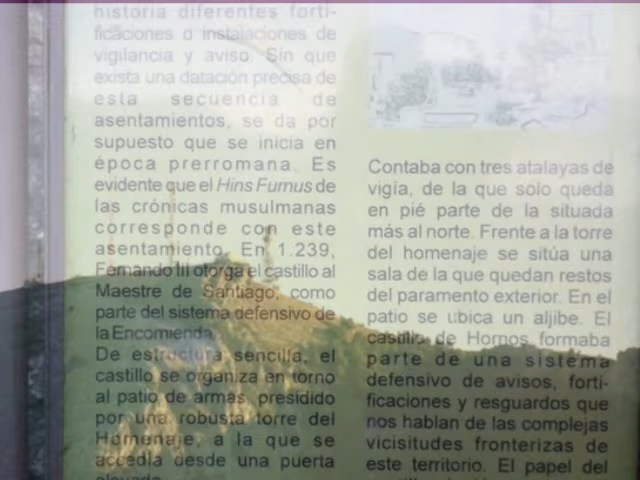 historia diferentes forti-
ficaciones o instalaciones de
vigilancia y aviso. Sin que
exista una datación precisa de
esta secuencia de
asentamientos, se da por
supuesto que se inicia en
época prerromana. Es
evidente que el Hins Furnus de
las crónicas musulmanas
corresponde con este
asentamiento. En 1.239,
Fernando III otorga el castillo al
Maestre de Santiago, como
parte del sistema defensivo de
la Encomienda.
De estructura sencilla, el
castillo se organiza en torno
al patio de armas, presidido
por una robusta torre del
Homenaje, a la que se
accedía desde una puerta
elevada.
Contaba con tres atalayas de
vigía, de la que solo queda
en pié parte de la situada
más al norte. Frente a la torre
del homenaje se sitúa una
sala de la que quedan restos
del paramento exterior. En el
patio se ubica un aljibe. El
castillo de Hornos formaba
parte de una sistema
defensivo de avisos, forti-
ficaciones y resguardos que
nos hablan de las complejas
vicisitudes fronterizas de
este territorio. El papel del